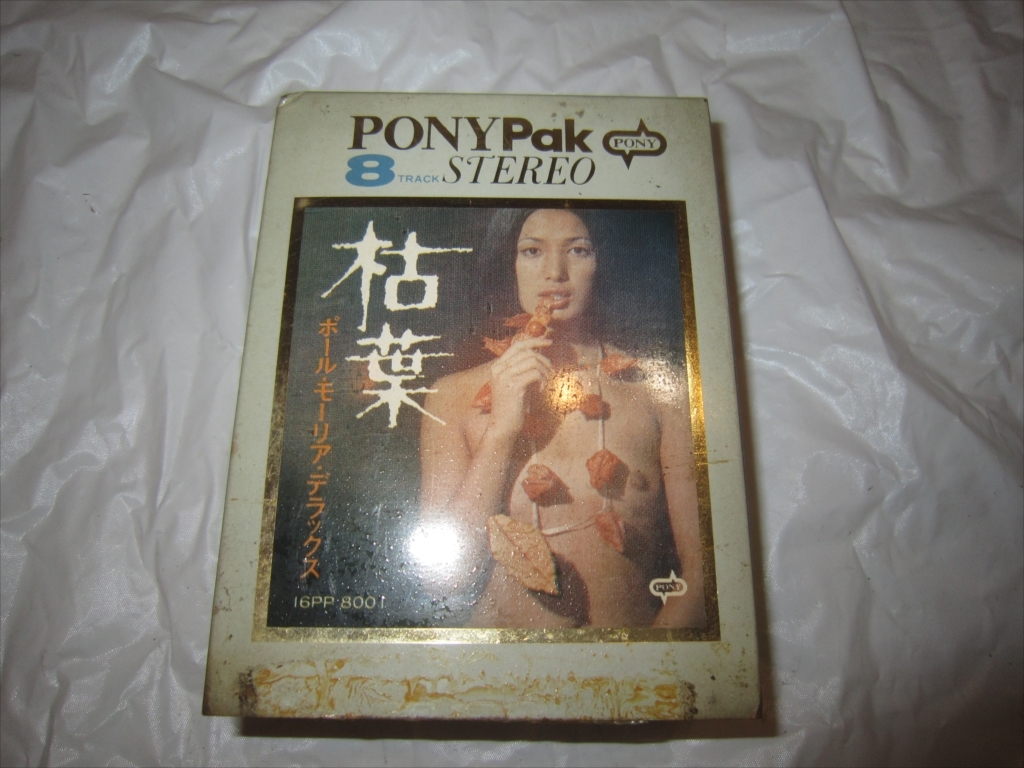 PONYPak
PONY
8 TRACK STEREO
枯葉
ポール・モーリア・デラックス
16PP 8001
PONY